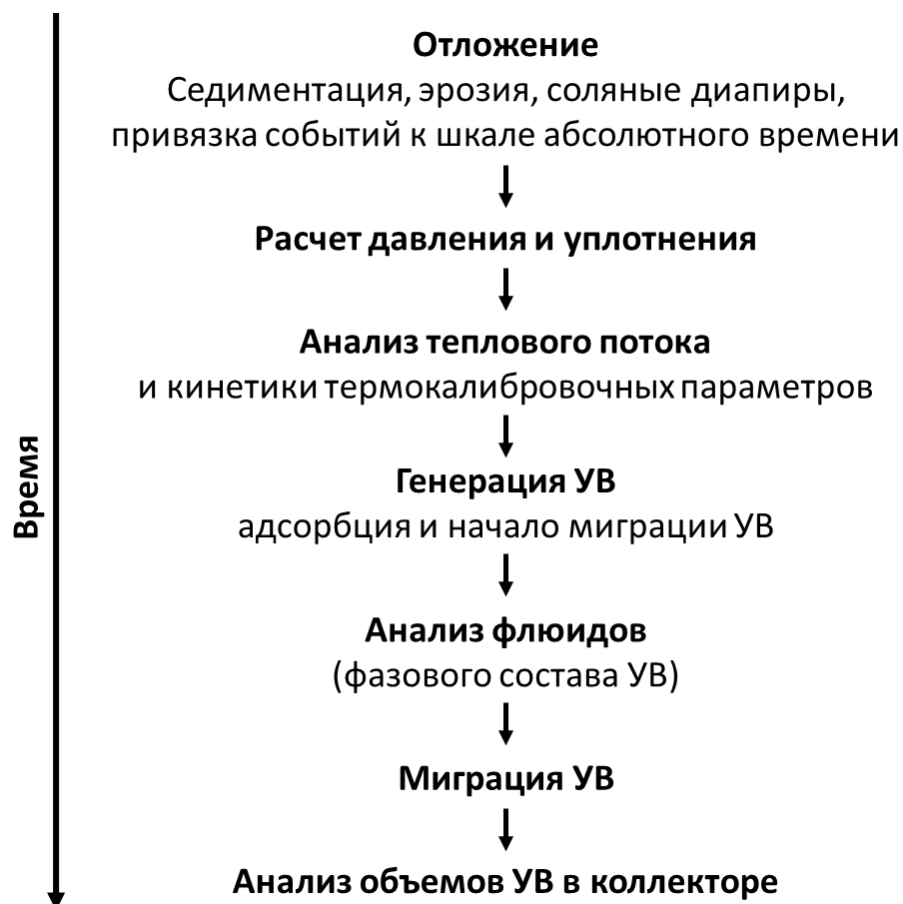 Время
Отложение
Седиментация, эрозия, соляные диапиры,
привязка событий к шкале абсолютного времени
Расчет давления и уплотнения
Анализ теплового потока
и кинетики термокалибровочных параметров
Генерация УВ
адсорбция и начало миграции УВ
Анализ флюидов
(фазового состава УВ)
Миграция УВ
Анализ объемов УВ в коллекторе